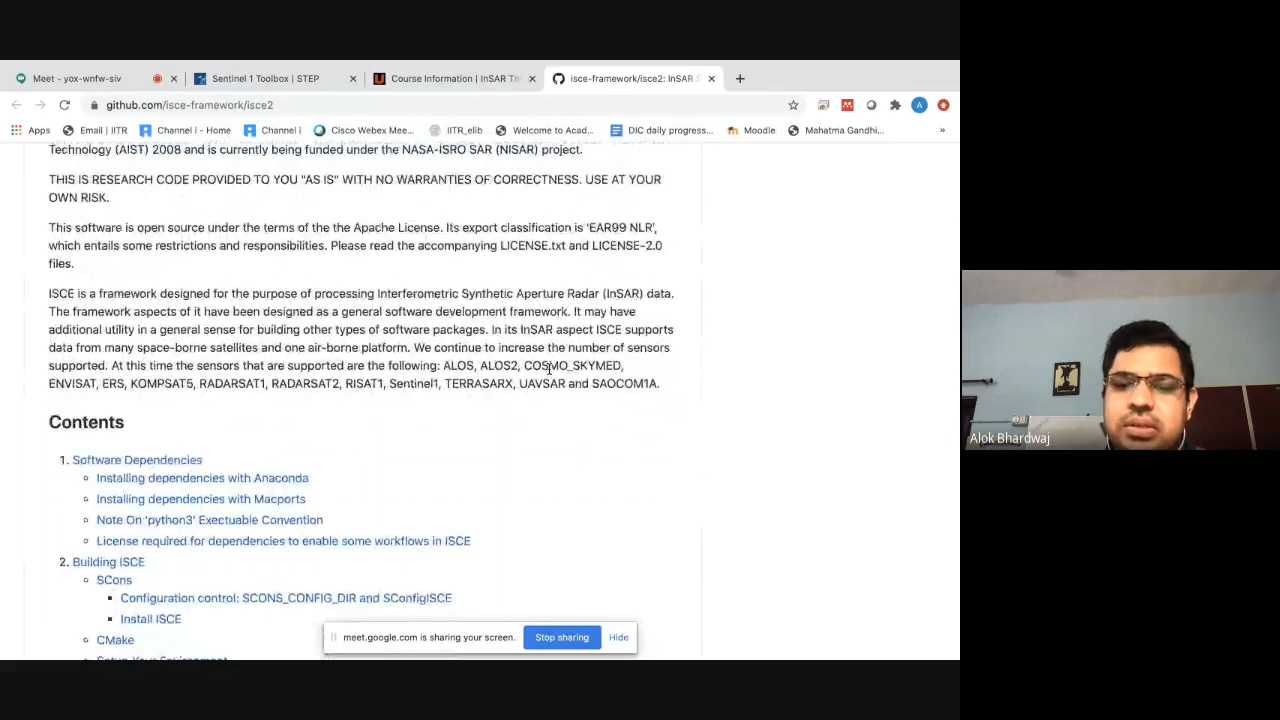 Meet - yox-wnfw-siv
Sentinel 1 Toolbox | STEP
Course Information | InSAR Th
isce-framework/isce2: InSAR S
github.com/isce-framework/isce2
Apps
Email | IITR
Channel i - Home
Channel i
Cisco Webex Mee...
IITR_elib
Welcome to Acad...
DIC daily progress...
Moodle
Mahatma Gandhi...
»
Technology (AIST) 2008 and is currently being funded under the NASA-ISRO SAR (NISAR) project.
THIS IS RESEARCH CODE PROVIDED TO YOU "AS IS" WITH NO WARRANTIES OF CORRECTNESS. USE AT YOUR
OWN RISK.
This software is open source under the terms of the the Apache License. Its export classification is 'EAR99 NLR',
which entails some restrictions and responsibilities. Please read the accompanying LICENSE.txt and LICENSE-2.0
files.
ISCE is a framework designed for the purpose of processing Interferometric Synthetic Aperture Radar (InSAR) data.
The framework aspects of it have been designed as a general software development framework. It may have
additional utility in a general sense for building other types of software packages. In its InSAR aspect ISCE supports
data from many space-borne satellites and one air-borne platform. We continue to increase the number of sensors
supported. At this time the sensors that are supported are the following: ALOS, ALOS2, COSMO_SKYMED,
ENVISAT, ERS, KOMPSAT5, RADARSAT1, RADARSAT2, RISAT1, Sentinel1, TERRASARX, UAVSAR and SAOCOM1A.
Contents
1. Software Dependencies
Installing dependencies with Anaconda
Installing dependencies with Macports
Note On 'python3' Exectuable Convention
License required for dependencies to enable some workflows in ISCE
2. Building ISCE
SCons
Configuration control: SCONS_CONFIG_DIR and SConfigISCE
Install ISCE
CMake
Setup Your Environment
meet.google.com is sharing your screen.
Stop sharing
Hide
Alok Bhardwaj